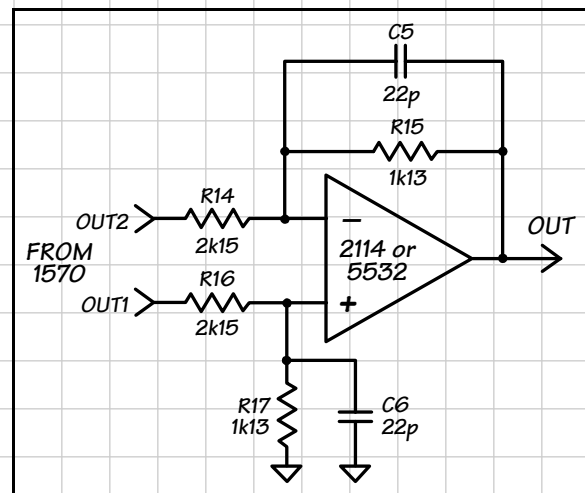 C5
22p
R15
1k13
R14
OUT2
2k15
−
2114 or
5532
OUT
FROM
1570
R16
OUT1
2k15
+
R17
1k13
C6
22p